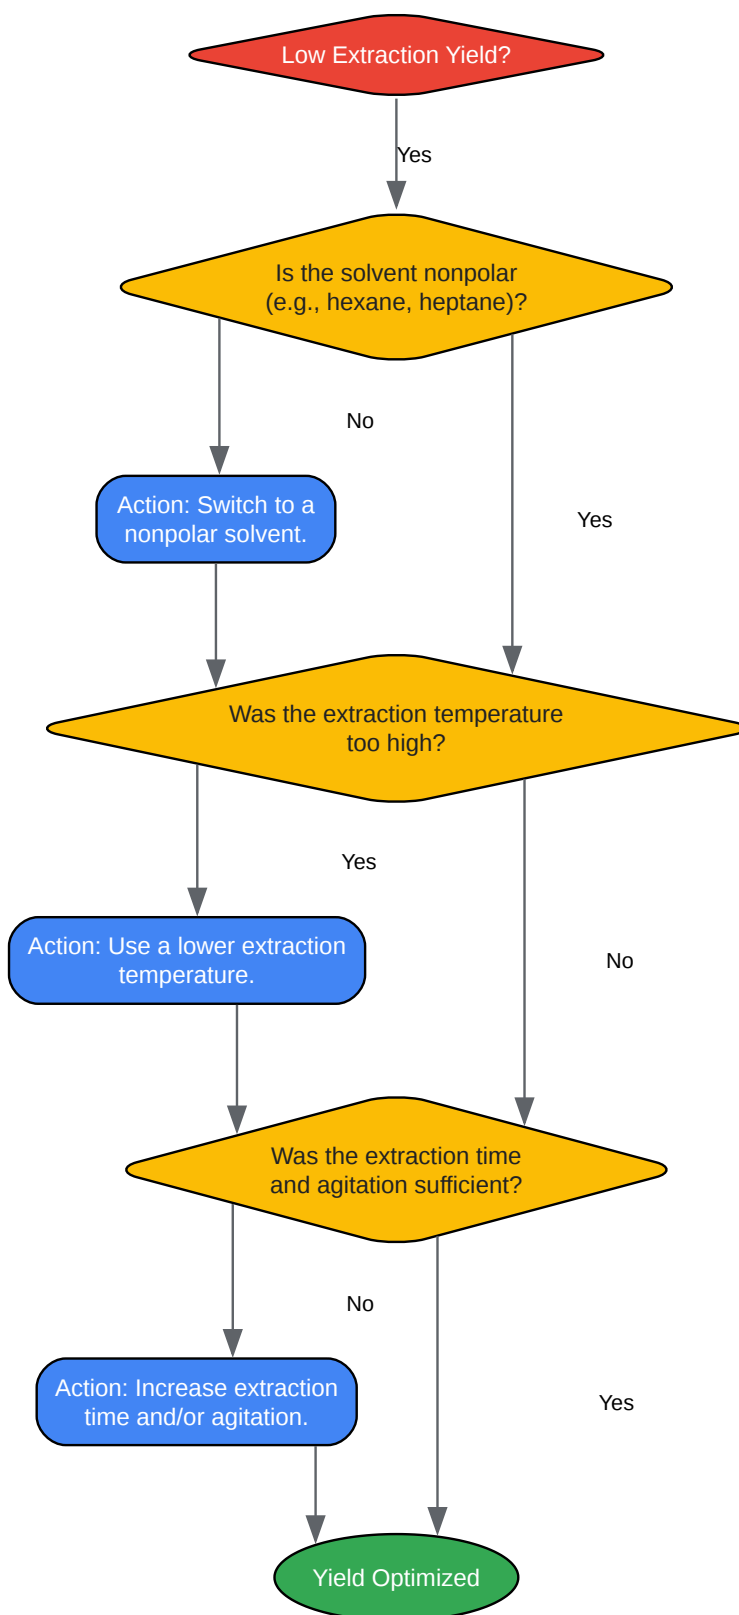 Low Extraction Yield?
Yes
Is the solvent nonpolar
(e.g., hexane, heptane)?
No
Action: Switch to a
nonpolar solvent.
Yes
Was the extraction temperature
too high?
Yes
Action: Use a lower extraction
temperature.
No
Was the extraction time
and agitation sufficient?
No
Action: Increase extraction
time and/or agitation.
Yes
Yield Optimized